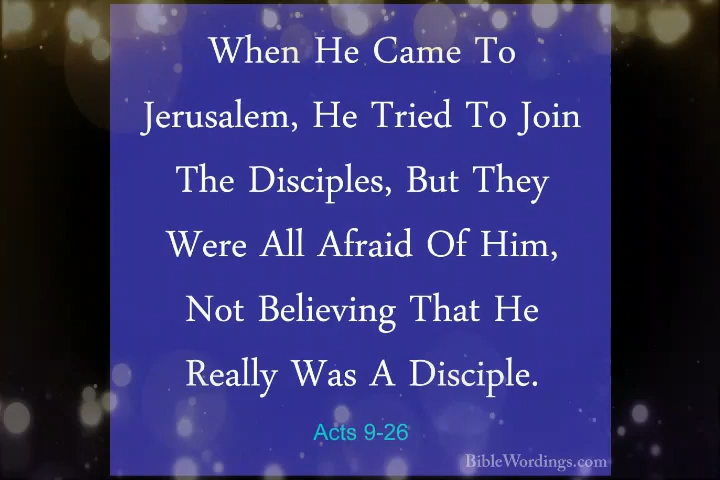 When He Came To
Jerusalem, He Tried To Join
The Disciples, But They
Were All Afraid Of Him,
Not Believing That He
Really Was A Disciple.
Acts 9-26
BibleWordings.com